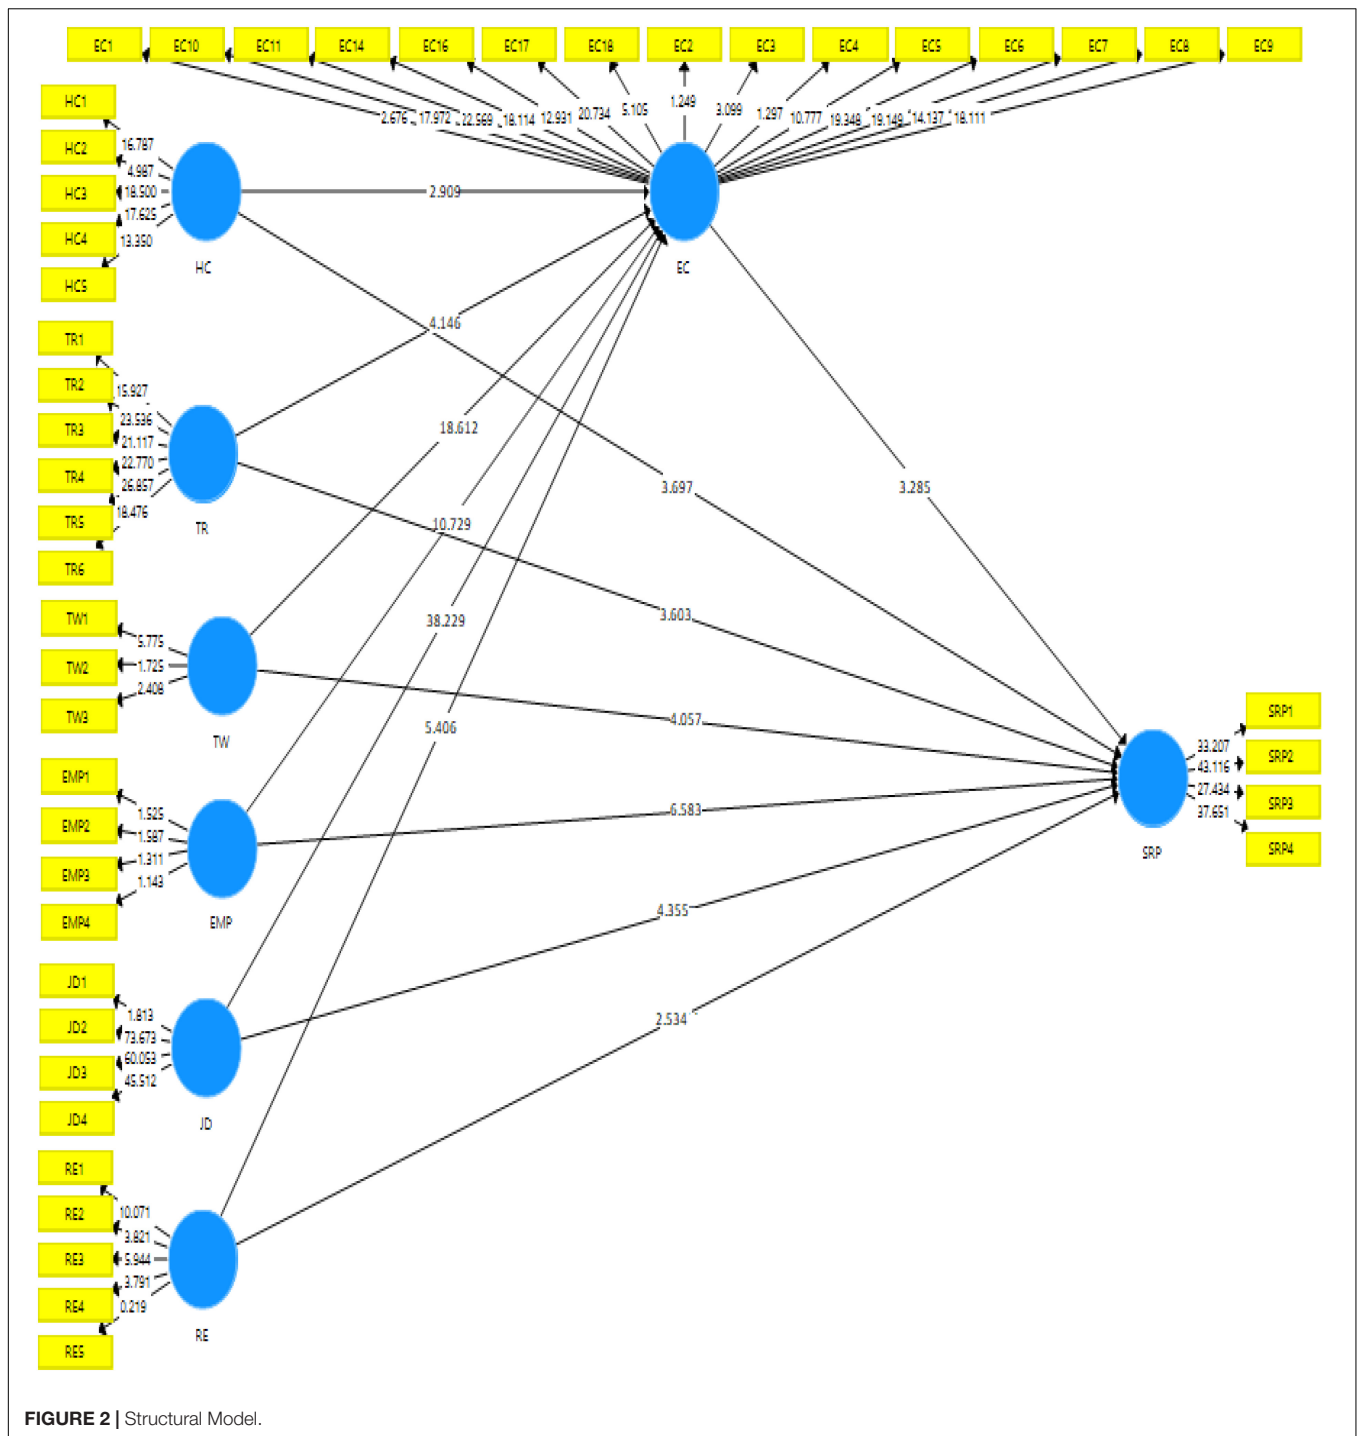 EC1 EC10 EC11 EC14 EC16 EC17 EC18 EC2 EC3 EC4 EC5 EC6 EC7 EC8 EC9
2.676 17.972 22.569 18.114 12.931 20.734 5.105 1.249 3.099 1.297 10.777 19.348 19.149 14.137 18.111
HC1
16.787
HC2
4.987
HC3
18.500
17.625
HC4
13.350
HC5
HC
2.909
EC
TR1
4.146
TR2
15.927
23.536
TR3
21.117
22.770
TR4
26.857
18.476
TR5
TR
TR6
18.612
3.697
3.285
10.729
3.603
38.229
TW1
5.775
TW2
1.725
2.408
TW3
TW
4.057
5.406
EMP1
1.525
EMP2
1.587
1.311
EMP3
1.143
EMP4
EMP
6.583
SRP1
33.207
SRP2
43.116
27.434
SRP3
37.651
SRP4
SRP
4.355
JD1
1.813
JD2
73.673
60.053
JD3
45.512
JD4
JD
2.534
RE1
10.071
RE2
3.821
RE3
5.944
3.791
RE4
0.219
RE5
RE
FIGURE 2 | Structural Model.